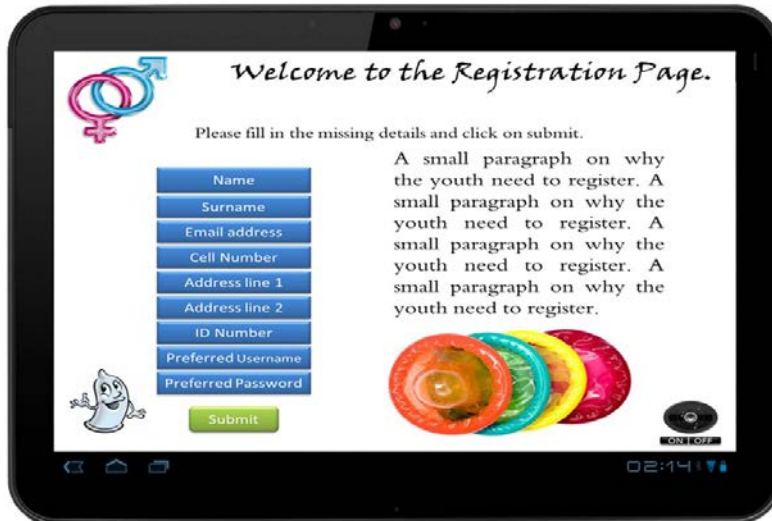 Welcome to the Registration Page.
Please fill in the missing details and click on submit.
Name
Surname
Email address
Cell Number
Address line 1
Address line 2
ID Number
Preferred Username
Preferred Password
Submit
A small paragraph on why
the youth need to register. A
small paragraph on why the
youth need to register. A
small paragraph on why the
youth need to register. A
small paragraph on why the
youth need to register.
ON | OFF
02:14